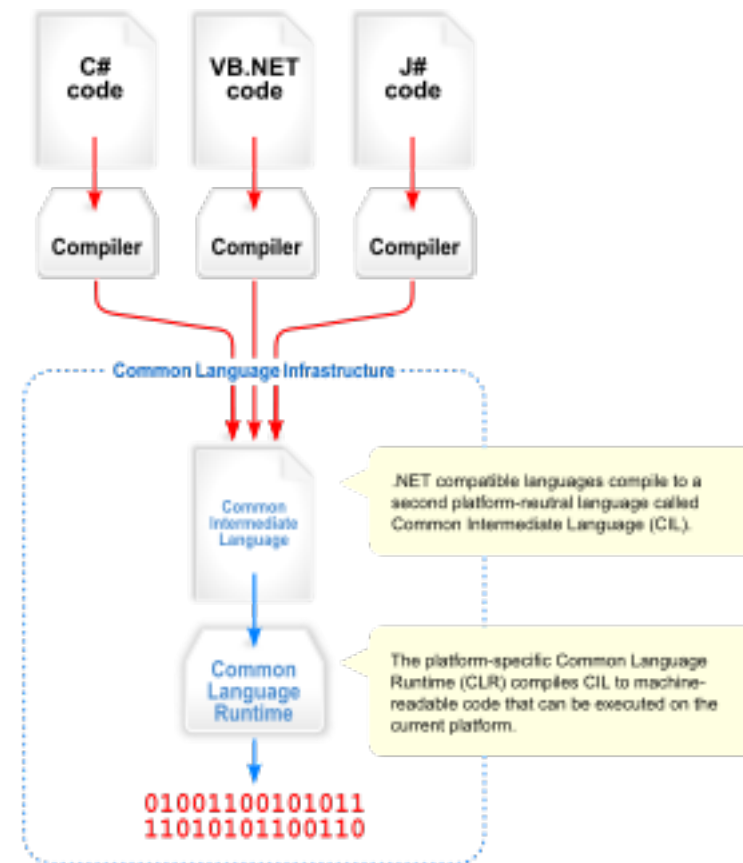 C#
code
VB.NET
code
J#
code
Compiler
Compiler
Compiler
Common Language Infrastructure
Common
Intermediate
Language
.NET compatible languages compile to a
second platform-neutral language called
Common Intermediate Language (CIL).
Common
Language
Runtime
The platform-specific Common Language
Runtime (CLR) compiles CIL to machine-
readable code that can be executed on the
current platform.
01001100101011
11010101100110